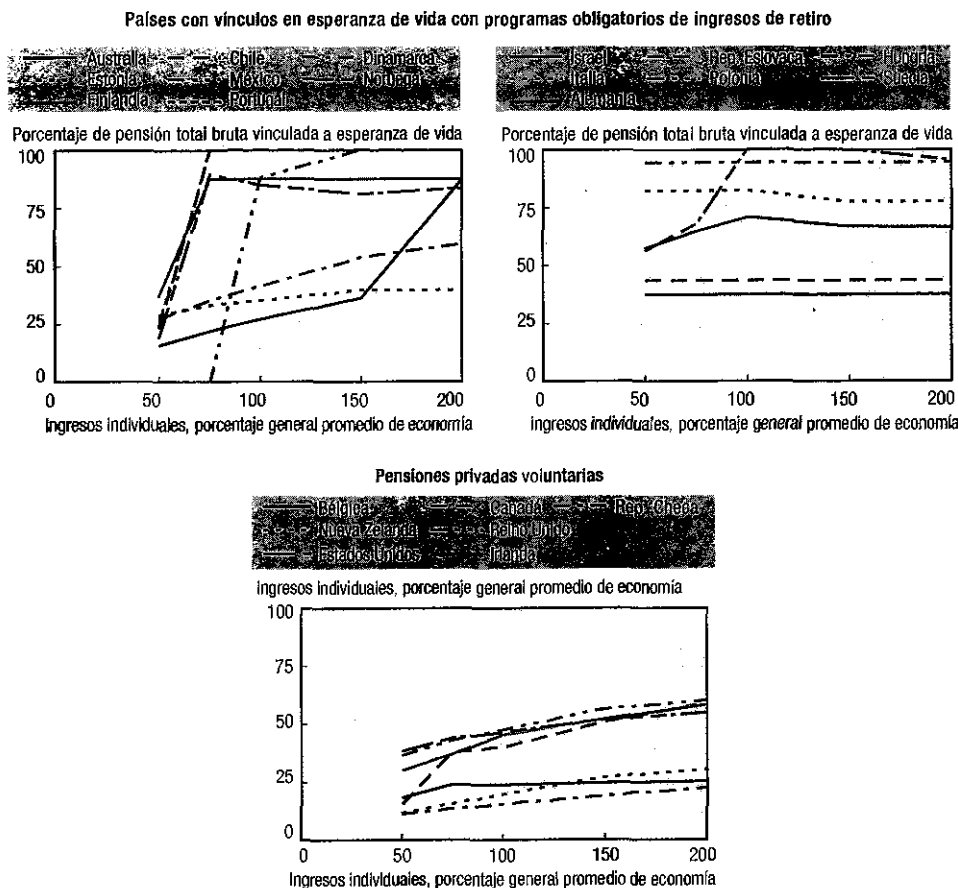 Países con vínculos en esperanza de vida con programas obligatorios de ingresos de retiro
Australia Chile Dinamarca
Estonia México Noruega
Finlandia Portugal
Porcentaje de pensión total bruta vinculada a esperanza de vida
100
75
50
25
0
0 50 100 150 200
Ingresos individuales, porcentaje general promedio de economía
Israel Rep. Eslovaca Hungría
Italia Polonia Suecia
Alemania
Porcentaje de pensión total bruta vinculada a esperanza de vida
100
75
50
25
0
0 50 100 150 200
Ingresos individuales, porcentaje general promedio de economía
Pensiones privadas voluntarias
Bélgica Canadá Rep. Checa
Nueva Zelanda Reino Unido
Estados Unidos Irlanda
Ingresos individuales, porcentaje general promedio de economía
100
75
50
25
0
0 50 100 150 200
Ingresos individuales, porcentaje general promedio de economía